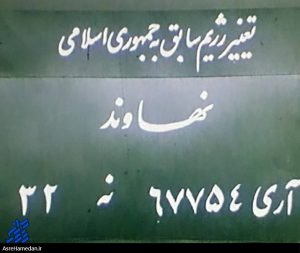 تغییر رژیم سابق به جمهوری اسلامی
نهاوند
آری ۶۷۷۵۴ نه ۳۲
AsreHamedan.ir